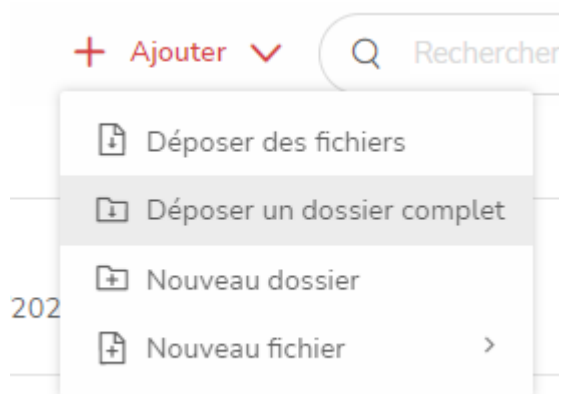 Ajouter
Rechercher
Déposer des fichiers
Déposer un dossier complet
Nouveau dossier
202
Nouveau fichier